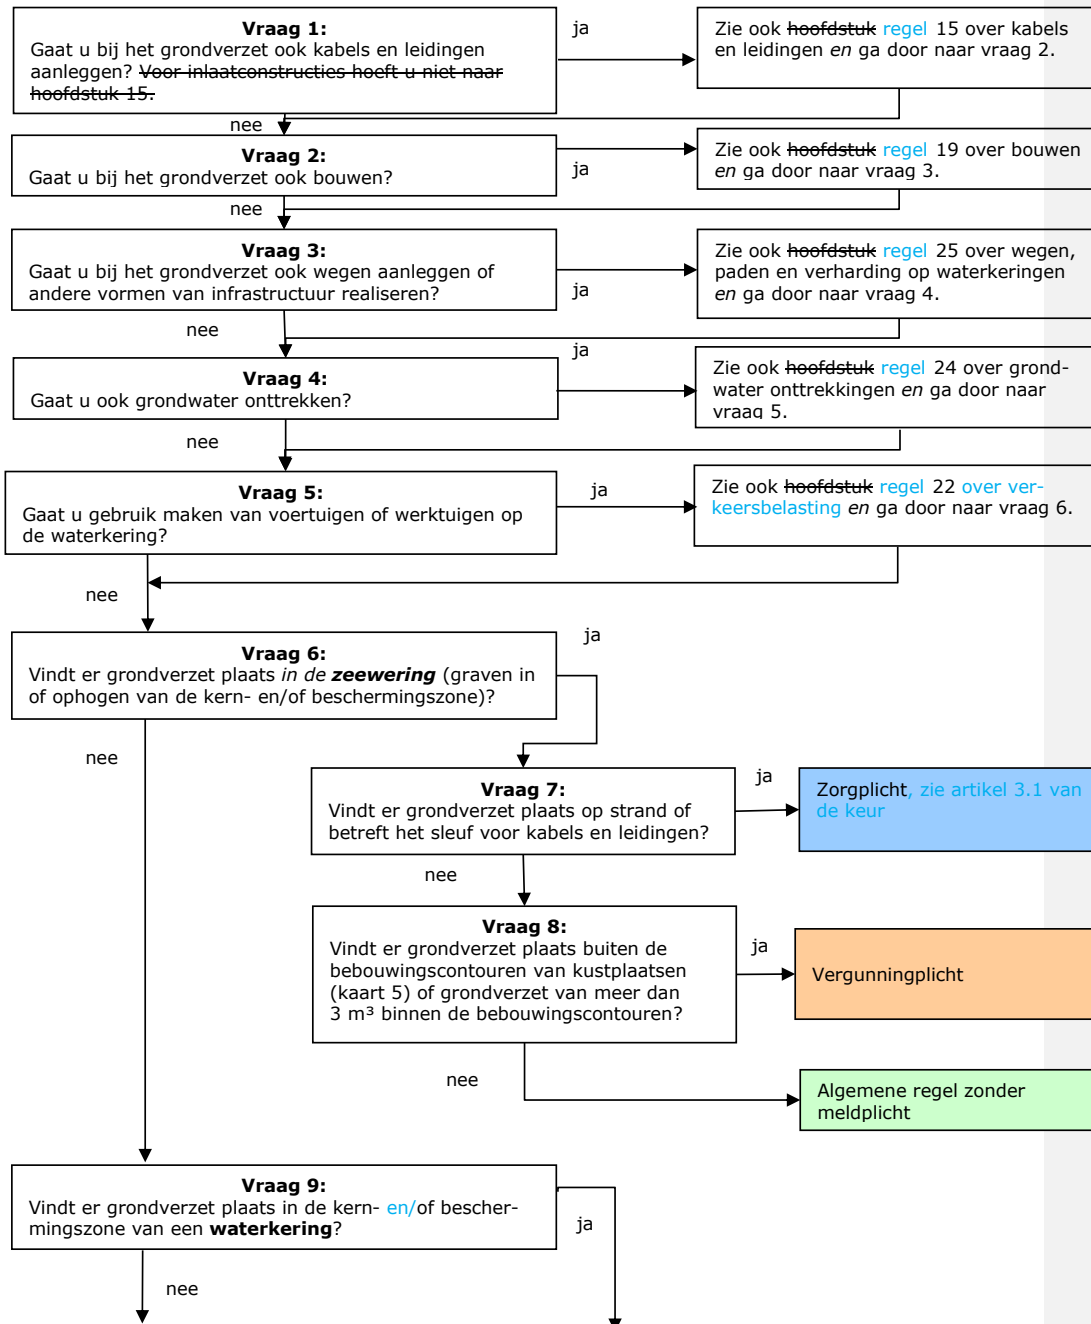 Vraag 1:
Gaat u bij het grondverzet ook kabels en leidingen
aanleggen? Voor inlaatconstructies hoeft u niet naar
hoofdstuk 15.
ja
Zie ook hoofdstuk regel 15 over kabels
en leidingen en ga door naar vraag 2.
nee
Vraag 2:
Gaat u bij het grondverzet ook bouwen?
ja
Zie ook hoofdstuk regel 19 over bouwen
en ga door naar vraag 3.
nee
Vraag 3:
Gaat u bij het grondverzet ook wegen aanleggen of
andere vormen van infrastructuur realiseren?
ja
Zie ook hoofdstuk regel 25 over wegen,
paden en verharding op waterkeringen
en ga door naar vraag 4.
nee
Vraag 4:
Gaat u ook grondwater onttrekken?
ja
Zie ook hoofdstuk regel 24 over grond-
water onttrekkingen en ga door naar
vraag 5.
nee
Vraag 5:
Gaat u gebruik maken van voertuigen of werktuigen op
de waterkering?
ja
Zie ook hoofdstuk regel 22 over ver-
keersbelasting en ga door naar vraag 6.
nee
Vraag 6:
Vindt er grondverzet plaats in de zeewering (graven in
of ophogen van de kern- en/of beschermingszone)?
ja
nee
Vraag 7:
Vindt er grondverzet plaats op strand of
betreft het sleuf voor kabels en leidingen?
ja
Zorgplicht, zie artikel 3.1 van
de keur
nee
Vraag 8:
Vindt er grondverzet plaats buiten de
bebouwingscontouren van kustplaatsen
(kaart 5) of grondverzet van meer dan
3 m³ binnen de bebouwingscontouren?
ja
Vergunningplicht
nee
Algemene regel zonder
meldplicht
Vraag 9:
Vindt er grondverzet plaats in de kern- en/of bescher-
mingszone van een waterkering?
ja
nee